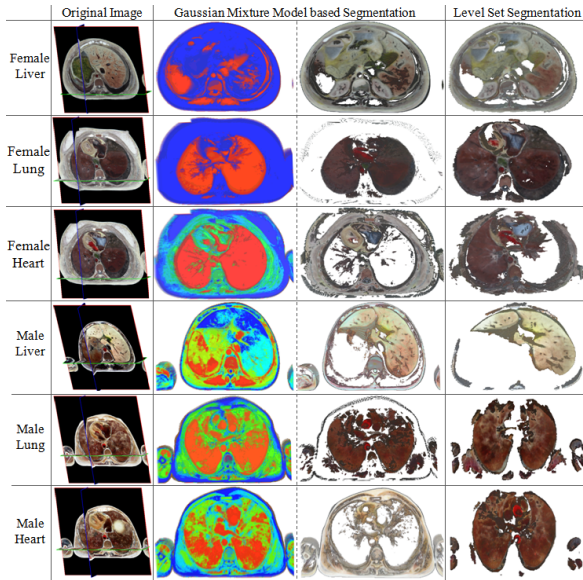 Original Image
Gaussian Mixture Model based Segmentation
Level Set Segmentation
Female
Liver
Female
Lung
Female
Heart
Male
Liver
Male
Lung
Male
Heart